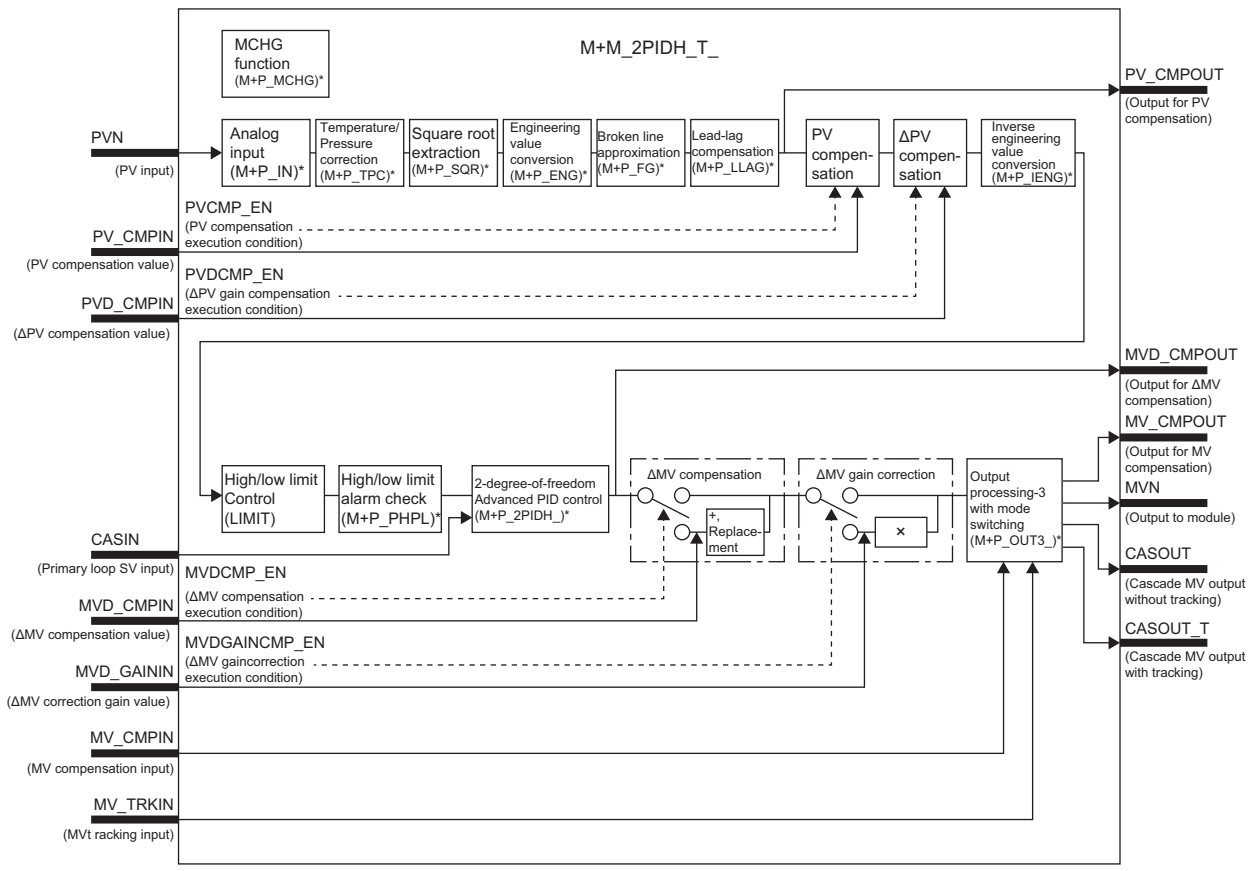 M+M_2PIDH_T_
MCHG
function
(M+P_MCHG)*
PV_CMPOUT
(Output for PV
compensation)
PVN
(PV input)
Analog
input
(M+P_IN)*
Temperature/
Pressure
correction
(M+P_TPC)*
Square root
extraction
(M+P_SQR)*
Engineering
value
conversion
(M+P_ENG)*
Broken line
approximation
(M+P_FG)*
Lead-lag
compensation
(M+P_LLAG)*
PV
compen-
sation
ΔPV
compen-
sation
Inverse
engineering
value
conversion
(M+P_IENG)*
PVCMP_EN
(PV compensation
execution condition)
PV_CMPIN
(PV compensation value)
PVDCMP_EN
(ΔPV gain compensation
execution condition)
PVD_CMPIN
(ΔPV compensation value)
MVD_CMPOUT
(Output for ΔMV
compensation)
MV_CMPOUT
(Output for MV
compensation)
MVN
(Output to module)
High/low limit
Control
(LIMIT)
High/low limit
alarm check
(M+P_PHPL)*
2-degree-of-freedom
Advanced PID control
(M+P_2PIDH_)*
ΔMV compensation
+,
Replace-
ment
ΔMV gain correction
×
Output
processing-3
with mode
switching
(M+P_OUT3_)*
CASIN
(Primary loop SV input)
CASOUT
(Cascade MV output
without tracking)
MVDCMP_EN
(ΔMV compensation
execution condition)
MVD_CMPIN
(ΔMV compensation value)
CASOUT_T
(Cascade MV output
with tracking)
MVDGAINCMP_EN
(ΔMV gaincorrection
execution condition)
MVD_GAININ
(ΔMV correction gain value)
MV_CMPIN
(MV compensation input)
MV_TRKIN
(MVt racking input)